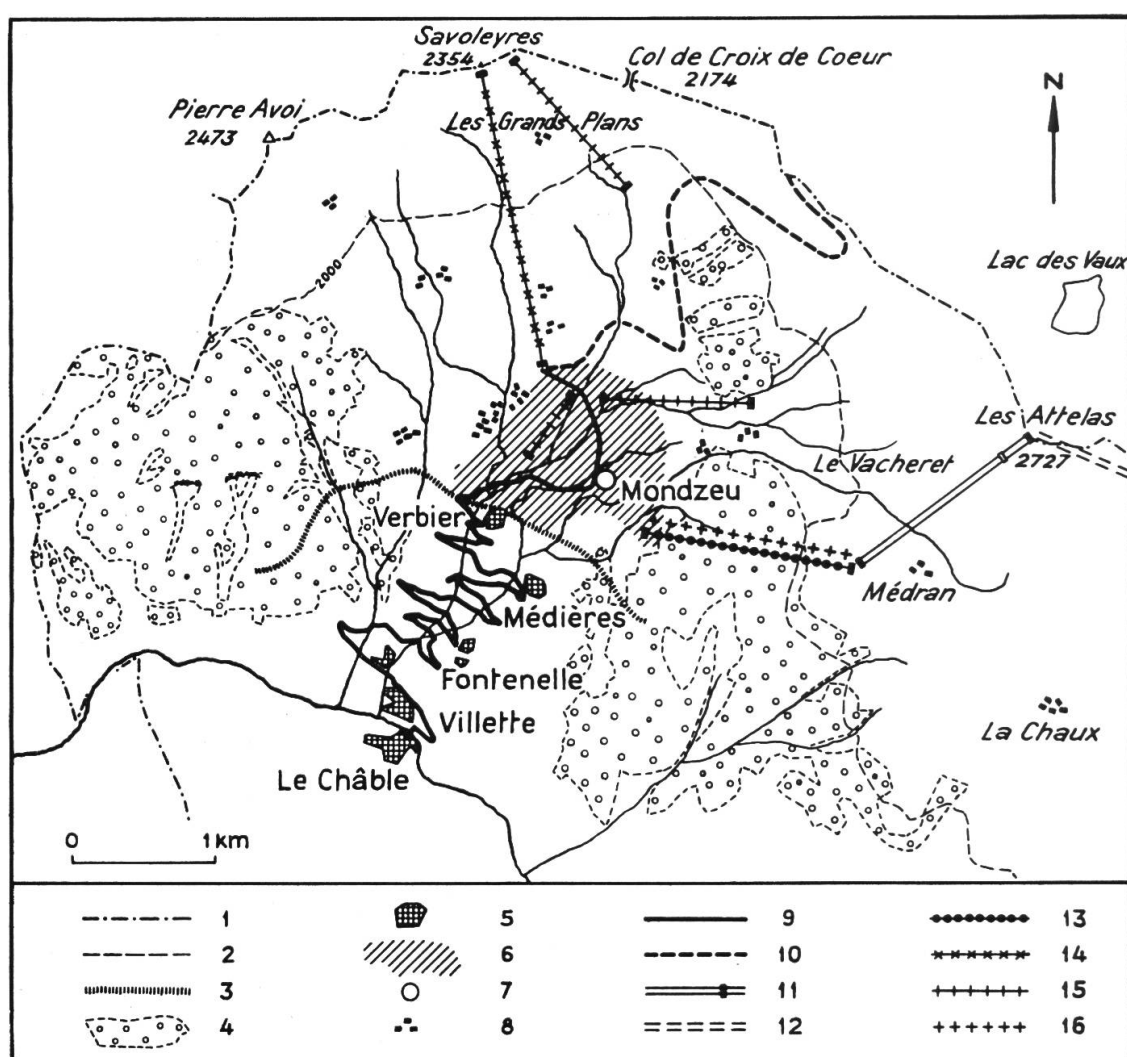 Savoleyres
2354
Col de Croix de Coeur
2174
N
Pierre Avoi
2473
Les Grands Plans
2000
Lac des Vaux
Les Attelas
2727
Le Vacheret
Mondzeu
Verbier
Médran
Médières
Fontenelle
Villette
La Chaux
Le Châble
0 1 km
1 5 9 13
2 6 10 14
3 7 11 15
4 8 12 16